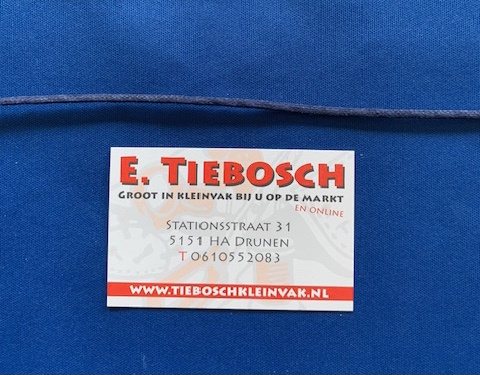 E. TIEBOSCH
GROOT IN KLEINVAK BIJ U OP DE MARKT
EN ONLINE
STATIONSSTRAAT 31
5151 HA DRUNEN
T 0610552083
WWW.TIEBOSCHKLEINVAK.NL